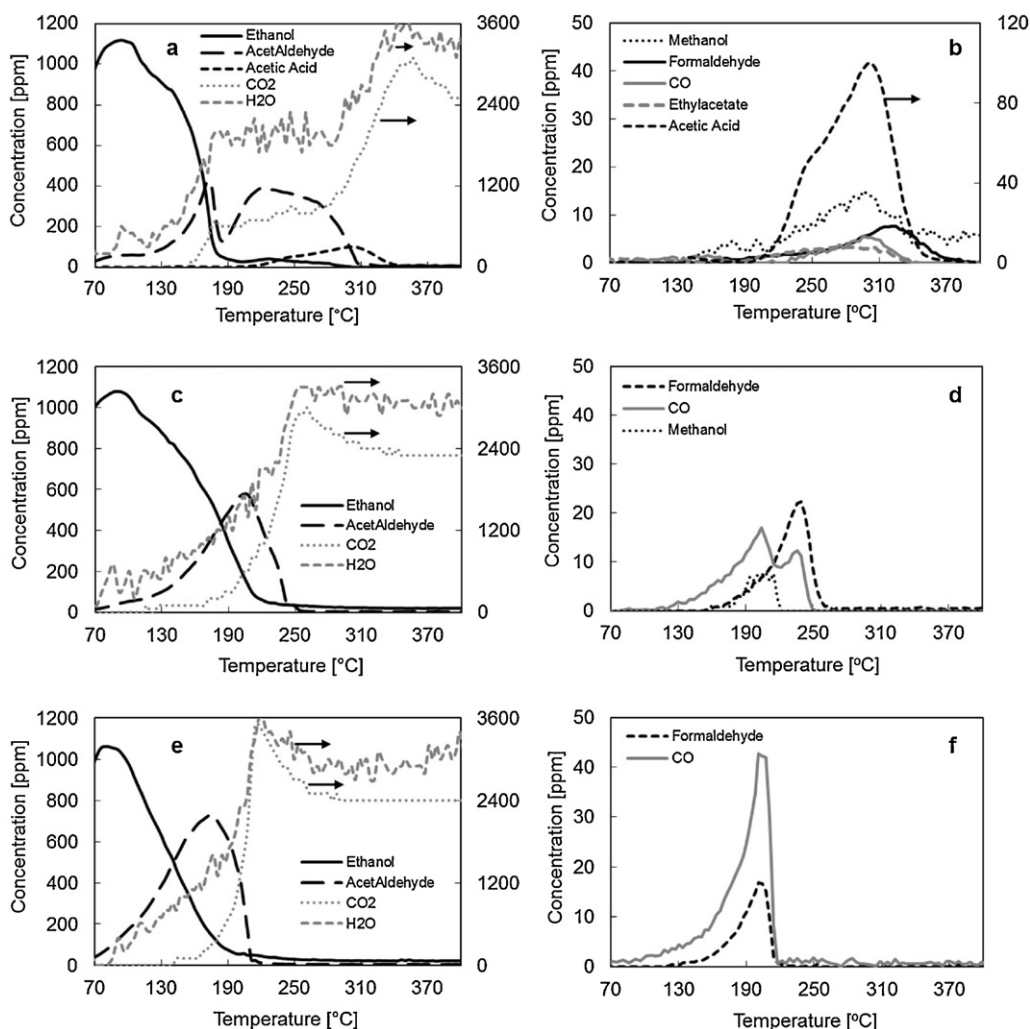 a
Concentration [ppm]
1200
1000
800
600
400
200
0
3600
2400
1200
0
Ethanol
AcetAldehyde
Acetic Acid
CO2
H2O
70 130 190 250 310 370
Temperature [°C]
b
Concentration [ppm]
50
40
30
20
10
0
120
80
40
0
Methanol
Formaldehyde
CO
Ethylacetate
Acetic Acid
70 130 190 250 310 370
Temperature [ºC]
c
Concentration [ppm]
1200
1000
800
600
400
200
0
3600
2400
1200
0
Ethanol
AcetAldehyde
CO2
H2O
70 130 190 250 310 370
Temperature [°C]
d
Concentration [ppm]
50
40
30
20
10
0
Formaldehyde
CO
Methanol
70 130 190 250 310 370
Temperature [ºC]
e
Concentration [ppm]
1200
1000
800
600
400
200
0
3600
2400
1200
0
Ethanol
AcetAldehyde
CO2
H2O
70 130 190 250 310 370
Temperature [°C]
f
Concentration [ppm]
50
40
30
20
10
0
Formaldehyde
CO
70 130 190 250 310 370
Temperature [ºC]